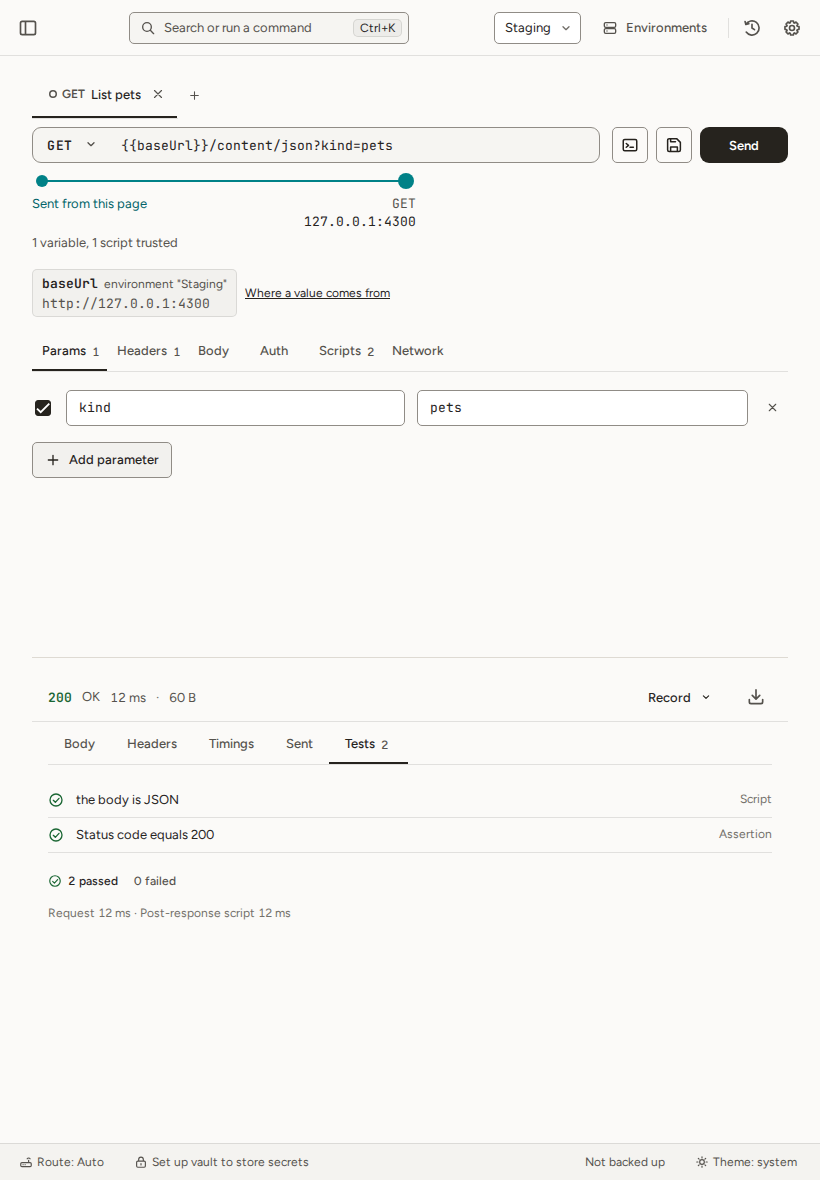 Search or run a command Ctrl+K Staging Environments
GET List pets
GET {{baseUrl}}/content/json?kind=pets Send
Sent from this page GET
127.0.0.1:4300
1 variable, 1 script trusted
baseUrl environment "Staging"
http://127.0.0.1:4300
Where a value comes from
Params 1 Headers 1 Body Auth Scripts 2 Network
kind pets
Add parameter
200 OK 12 ms · 60 B Record
Body Headers Timings Sent Tests 2
the body is JSON Script
Status code equals 200 Assertion
2 passed 0 failed
Request 12 ms · Post-response script 12 ms
Route: Auto Set up vault to store secrets Not backed up Theme: system